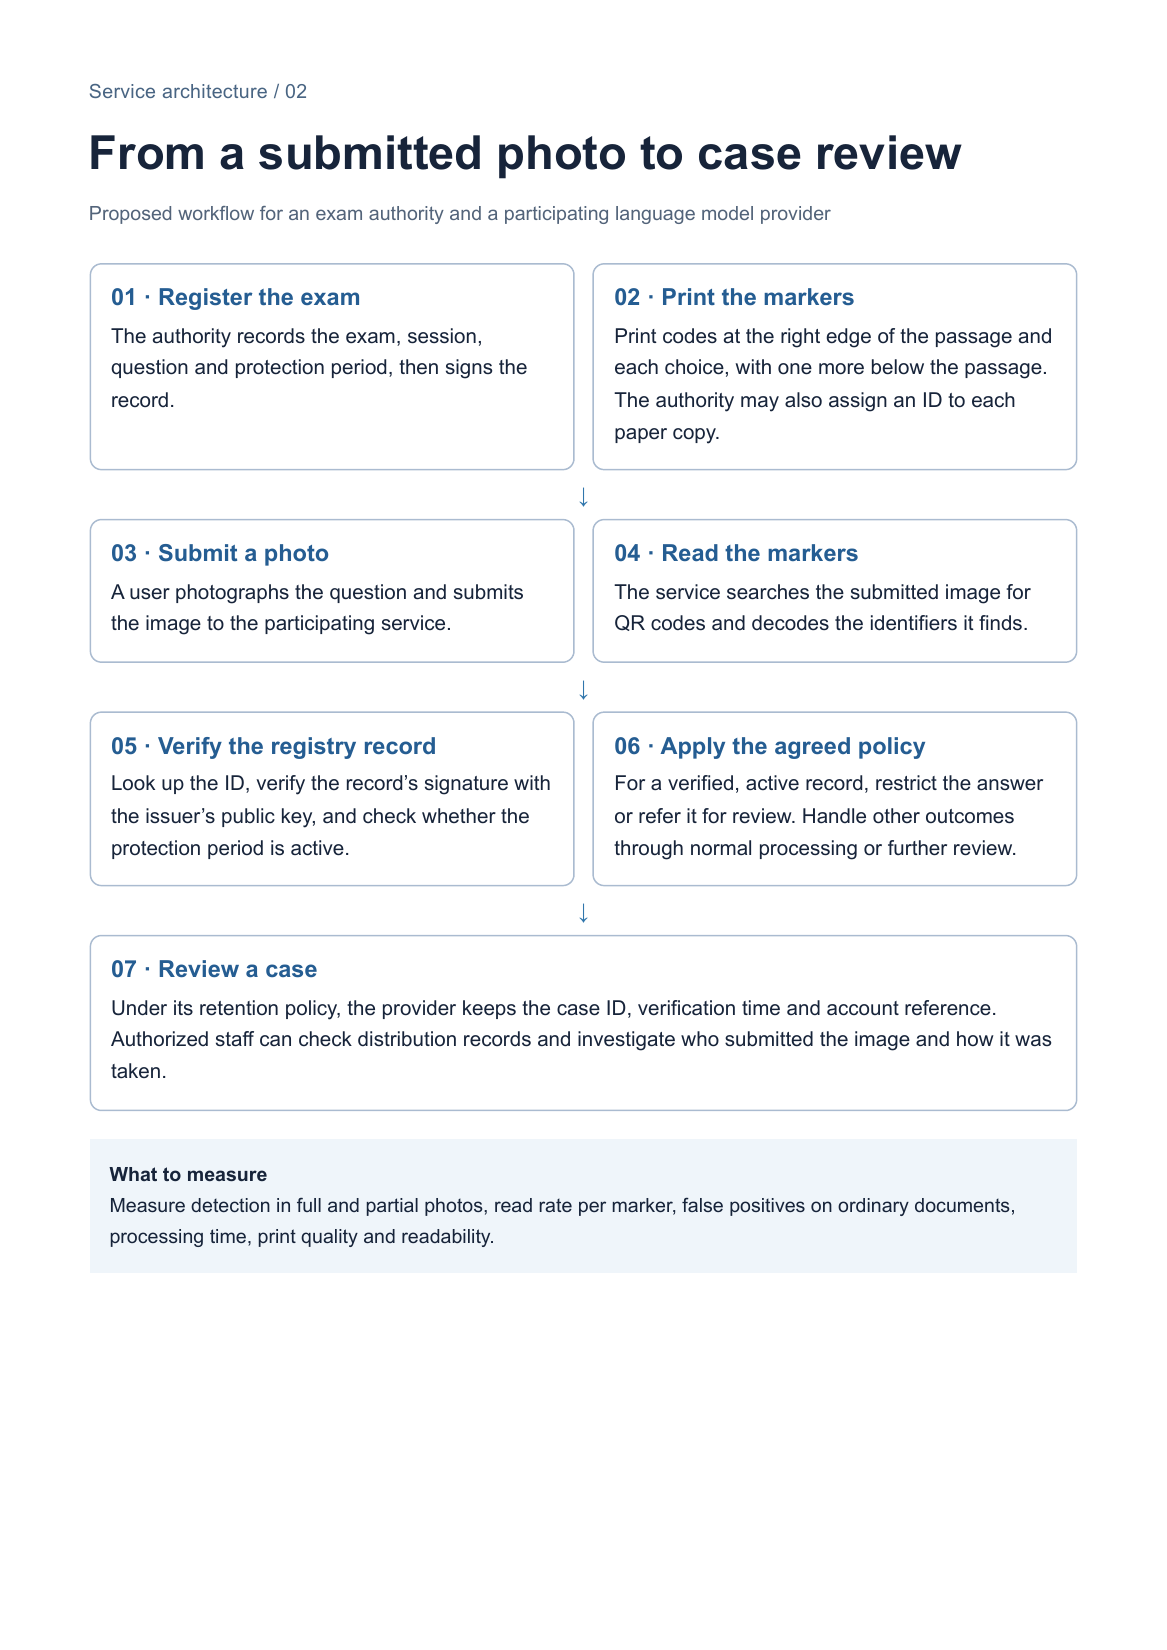 Service architecture / 02
From a submitted photo to case review
Proposed workflow for an exam authority and a participating language model provider
01 · Register the exam
The authority records the exam, session,
question and protection period, then signs the
record.
02 · Print the markers
Print codes at the right edge of the passage and
each choice, with one more below the passage.
The authority may also assign an ID to each
paper copy.
↓
03 · Submit a photo
A user photographs the question and submits
the image to the participating service.
04 · Read the markers
The service searches the submitted image for
QR codes and decodes the identifiers it finds.
↓
05 · Verify the registry record
Look up the ID, verify the record’s signature with
the issuer’s public key, and check whether the
protection period is active.
06 · Apply the agreed policy
For a verified, active record, restrict the answer
or refer it for review. Handle other outcomes
through normal processing or further review.
↓
07 · Review a case
Under its retention policy, the provider keeps the case ID, verification time and account reference.
Authorized staff can check distribution records and investigate who submitted the image and how it was
taken.
What to measure
Measure detection in full and partial photos, read rate per marker, false positives on ordinary documents,
processing time, print quality and readability.